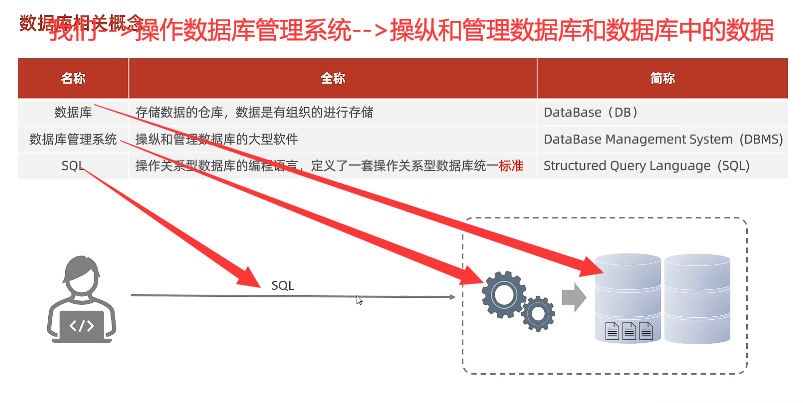 数据库相关概念
我们-->操作数据库管理系统-->操纵和管理数据库和数据库中的数据
名称 全称 简称
数据库 存储数据的仓库，数据是有组织的进行存储 DataBase（DB）
数据库管理系统 操纵和管理数据库的大型软件 DataBase Management System (DBMS)
SQL 操作关系型数据库的编程语言，定义了一套操作关系型数据库统一标准 Structured Query Language (SQL)
SQL